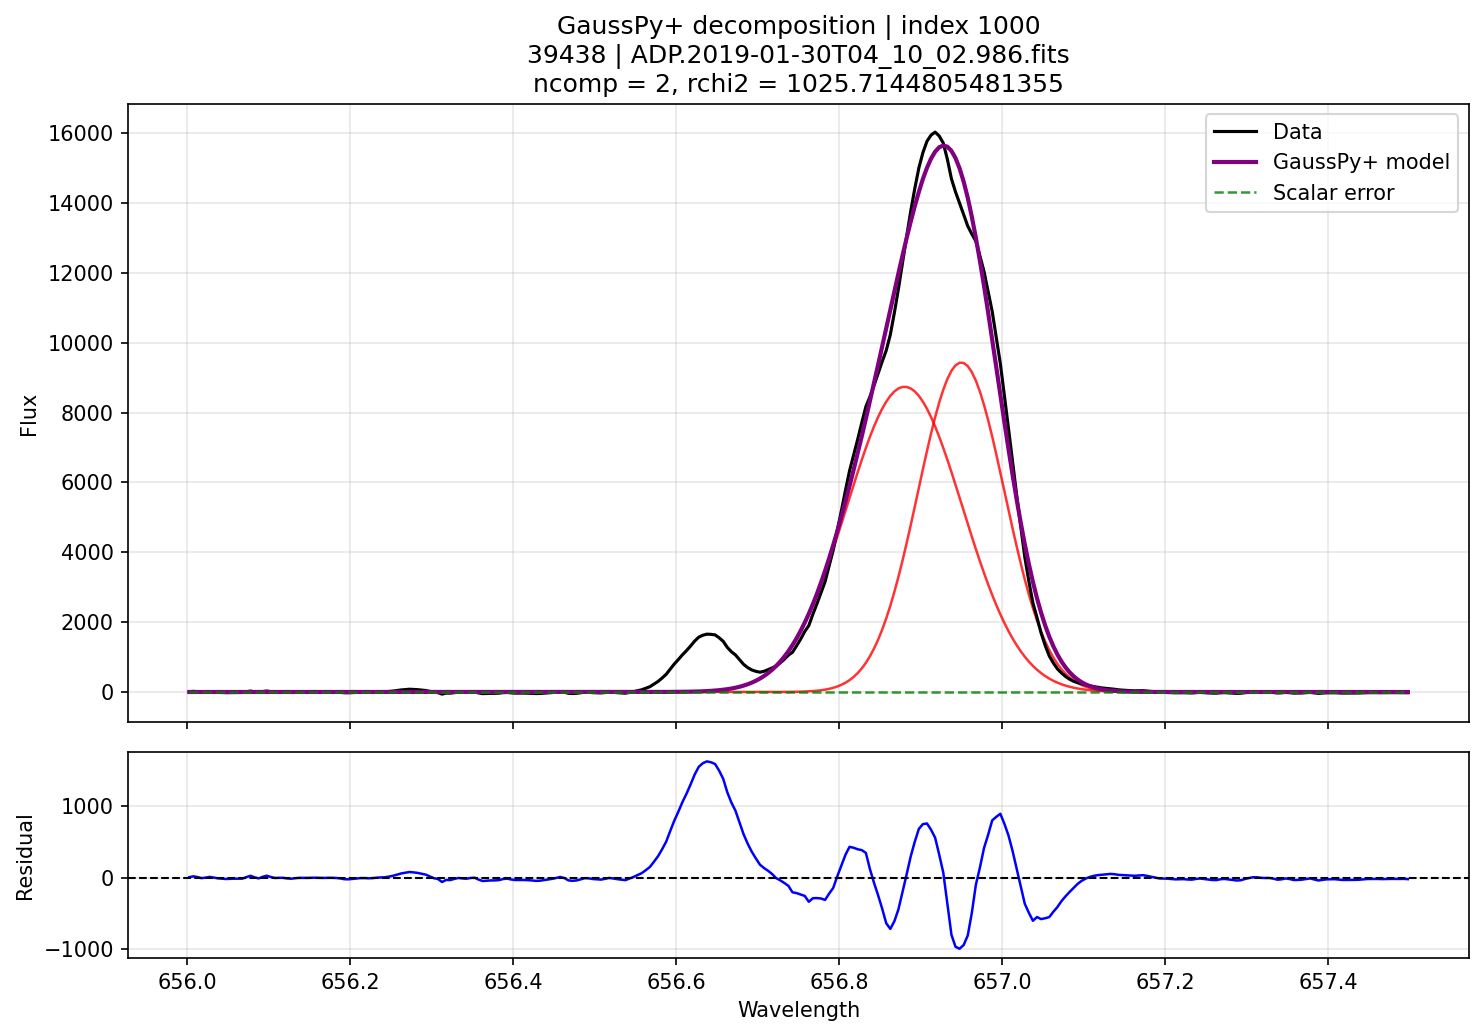 GaussPy+ decomposition | index 1000
39438 | ADP.2019-01-30T04_10_02.986.fits
ncomp = 2, rchi2 = 1025.7144805481355
Data
GaussPy+ model
Scalar error
Flux
16000
14000
12000
10000
8000
6000
4000
2000
0
Residual
1000
0
−1000
656.0 656.2 656.4 656.6 656.8 657.0 657.2 657.4
Wavelength